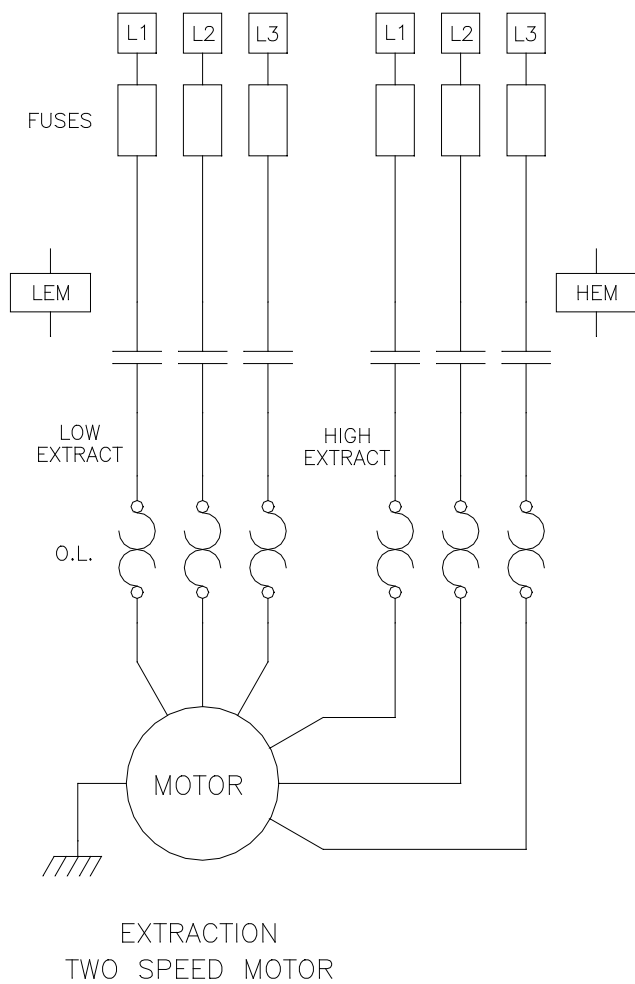 L1 L2 L3 L1 L2 L3
FUSES
LEM HEM
LOW
EXTRACT
HIGH
EXTRACT
O.L.
MOTOR
EXTRACTION
TWO SPEED MOTOR